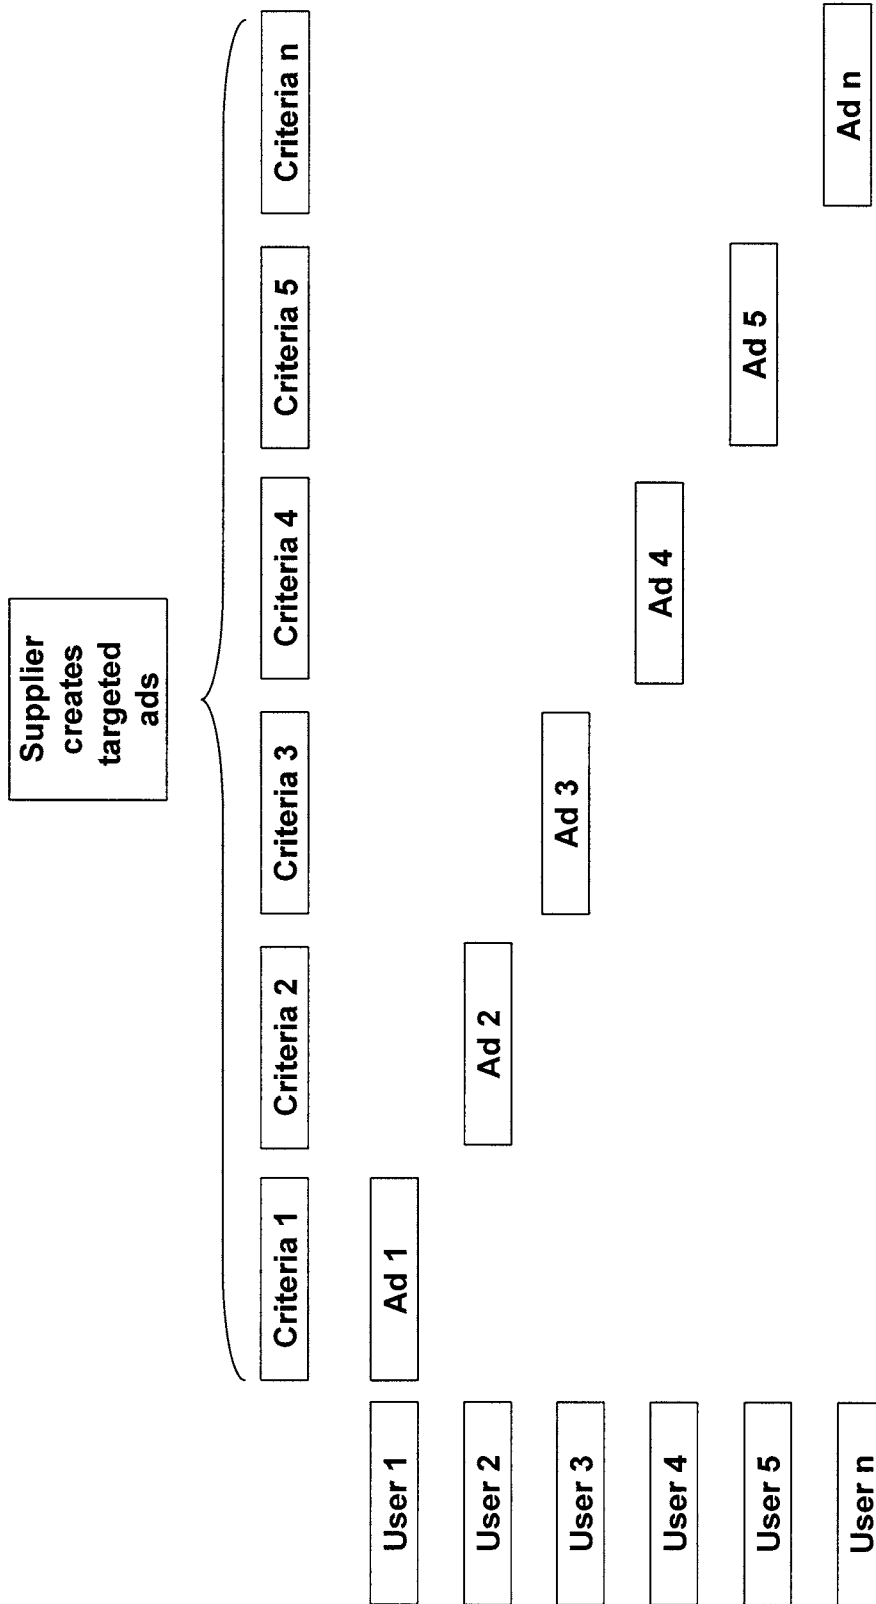 Supplier
creates
targeted
ads
Criteria 1
Criteria 2
Criteria 3
Criteria 4
Criteria 5
Criteria n
User 1
Ad 1
User 2
Ad 2
User 3
Ad 3
User 4
Ad 4
User 5
Ad 5
User n
Ad n